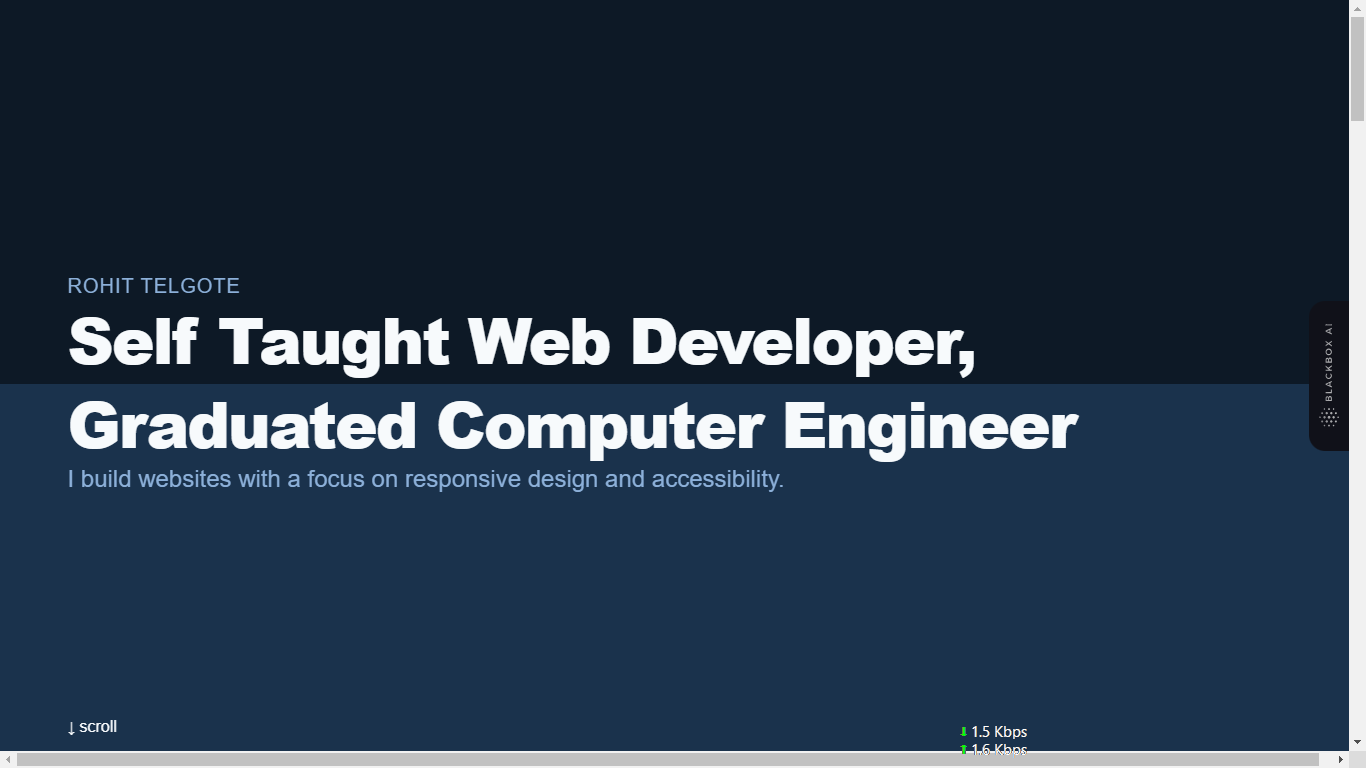 ROHIT TELGOTE
Self Taught Web Developer,
Graduated Computer Engineer
I build websites with a focus on responsive design and accessibility.
BLACKBOX AI
↓ scroll
1.5 Kbps
1.6 Kbps